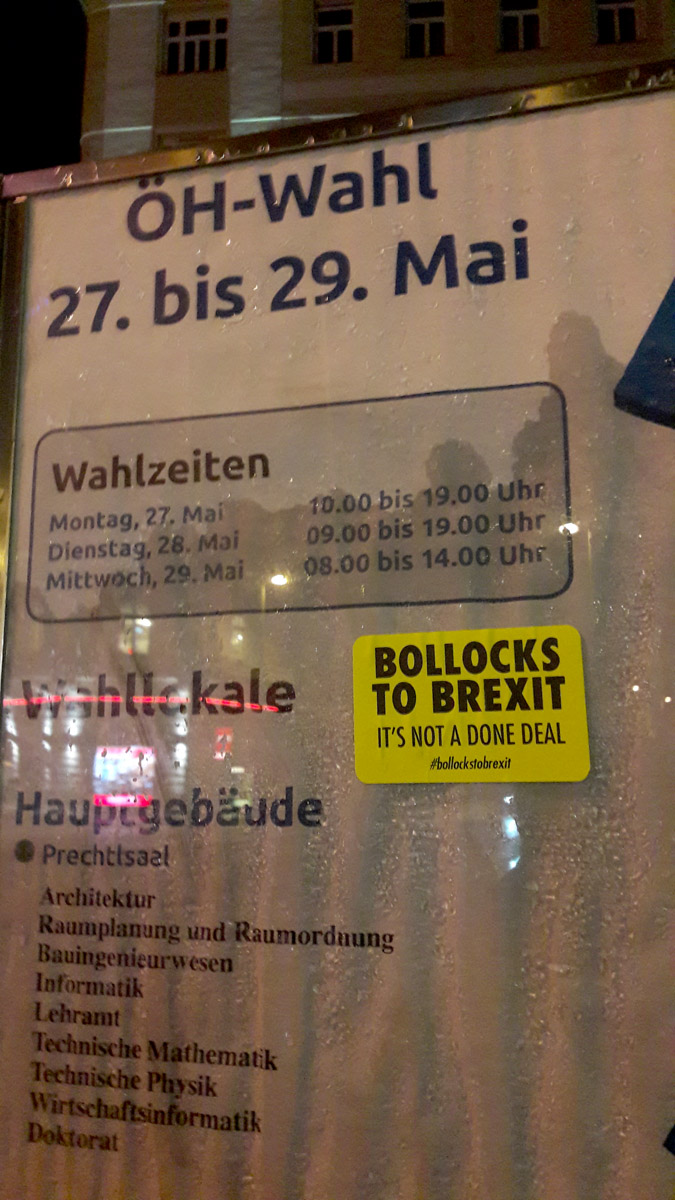 ÖH-Wahl
27. bis 29. Mai
Wahlzeiten
Montag, 27. Mai 10.00 bis 19.00 Uhr
Dienstag, 28. Mai 09.00 bis 19.00 Uhr
Mittwoch, 29. Mai 08.00 bis 14.00 Uhr
Wahllokale
BOLLOCKS
TO BREXIT
IT'S NOT A DONE DEAL
#bollockstobrexit
Hauptgebäude
Prechtlsaal
Architektur
Raumplanung und Raumordnung
Bauingenieurwesen
Informatik
Lehramt
Technische Mathematik
Technische Physik
Wirtschaftsinformatik
Doktorat